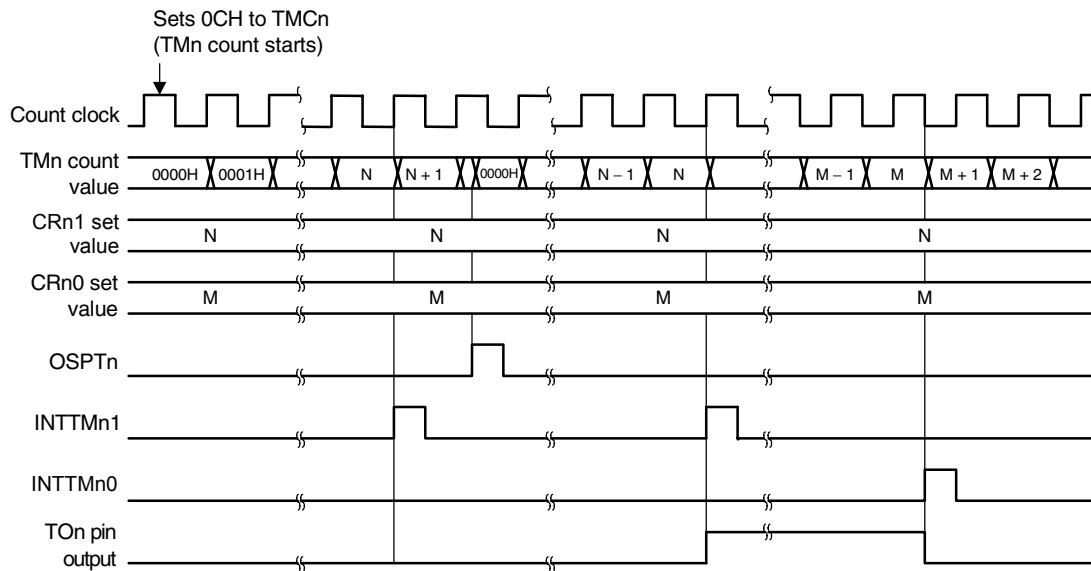 Sets 0CH to TMCn
(TMn count starts)
Count clock
TMn count
value
0000H 0001H N N + 1 0000H N − 1 N M − 1 M M + 1 M + 2
CRn1 set
value
N N N N
CRn0 set
value
M M M M
OSPTn
INTTMn1
INTTMn0
TOn pin
output